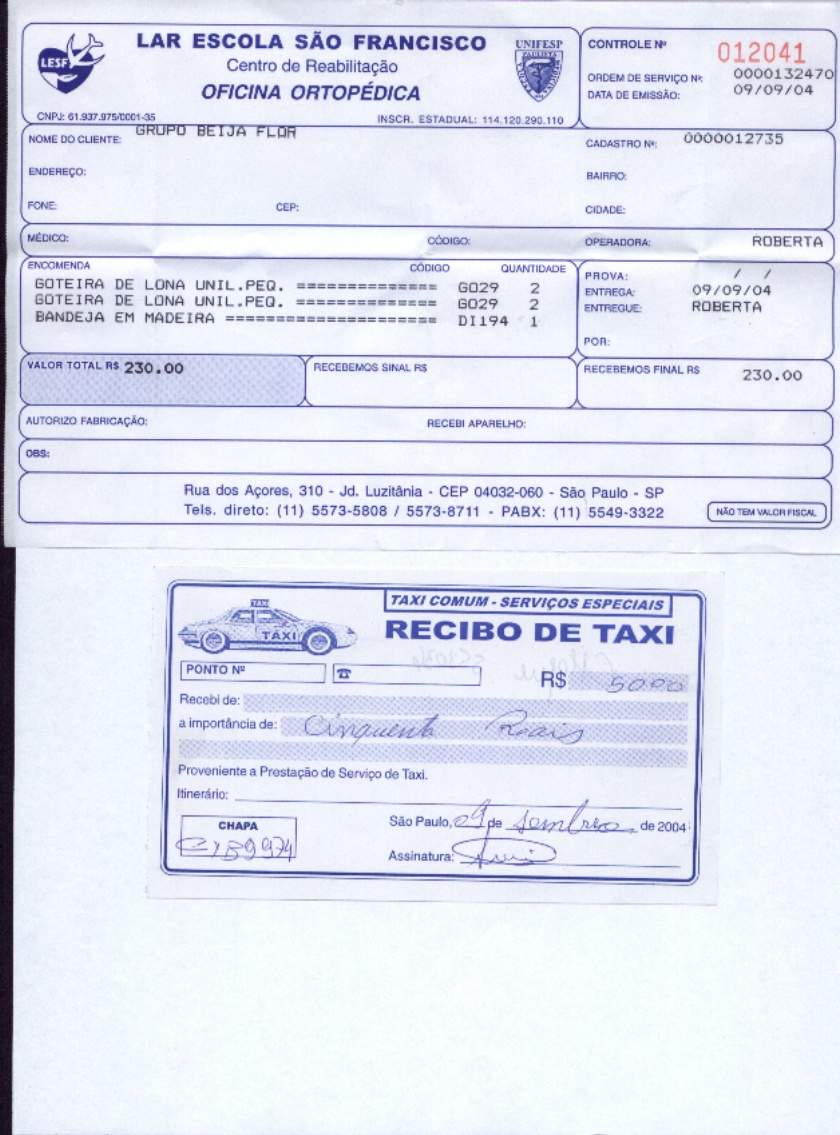 LESF
LAR ESCOLA SÃO FRANCISCO
Centro de Reabilitação
OFICINA ORTOPÉDICA
UNIFESP
PAULISTA
CNPJ: 61.937.975/0001-35
INSCR. ESTADUAL: 114.120.290.110
CONTROLE Nº 012041
ORDEM DE SERVIÇO Nº: 0000132470
DATA DE EMISSÃO: 09/09/04
NOME DO CLIENTE: GRUPO BEIJA FLOR
CADASTRO Nº: 0000012735
ENDEREÇO:
BAIRRO:
FONE: CEP:
CIDADE:
MÉDICO: CÓDIGO:
OPERADORA: ROBERTA
ENCOMENDA CÓDIGO QUANTIDADE
GOTEIRA DE LONA UNIL.PEQ. ============== GO29 2
GOTEIRA DE LONA UNIL.PEQ. ============== GO29 2
BANDEJA EM MADEIRA ===================== DI194 1
PROVA: / /
ENTREGA: 09/09/04
ENTREGUE: ROBERTA
POR:
VALOR TOTAL R$ 230.00
RECEBEMOS SINAL R$
RECEBEMOS FINAL R$ 230.00
AUTORIZO FABRICAÇÃO: RECEBI APARELHO:
OBS:
Rua dos Açores, 310 - Jd. Luzitânia - CEP 04032-060 - São Paulo - SP
Tels. direto: (11) 5573-5808 / 5573-8711 - PABX: (11) 5549-3322
NÃO TEM VALOR FISCAL
TAXI
TÁXI
TAXI COMUM - SERVIÇOS ESPECIAIS
RECIBO DE TAXI
PONTO Nº
☎
R$ 50.00
Recebi de:
a importância de: Cinquenta Reais
Proveniente a Prestação de Serviço de Taxi.
Itinerário:
CHAPA
São Paulo, 09 de setembro de 2004
Assinatura: